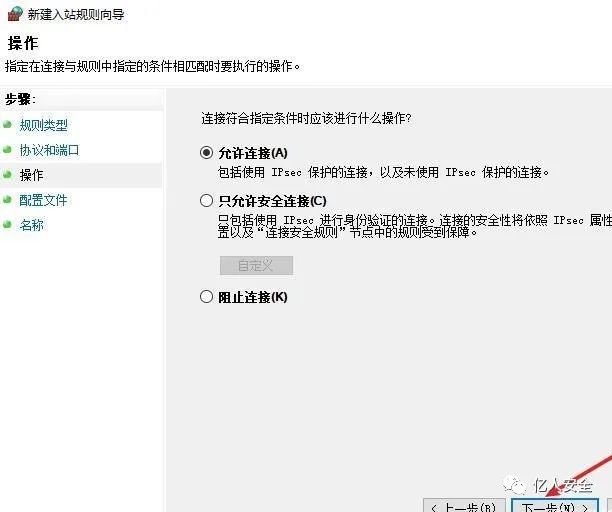 新建入站规则向导
操作
指定在连接与规则中指定的条件相匹配时要执行的操作。
步骤:
规则类型
协议和端口
操作
配置文件
名称
连接符合指定条件时应该进行什么操作?
允许连接(A)
包括使用 IPsec 保护的连接，以及未使用 IPsec 保护的连接。
只允许安全连接(C)
只包括使用 IPsec 进行身份验证的连接。连接的安全性将依照 IPsec 属性
置以及“连接安全规则”节点中的规则受到保障。
自定义
阻止连接(K)
亿人安全
< 上一步(B)
下一步(N) >